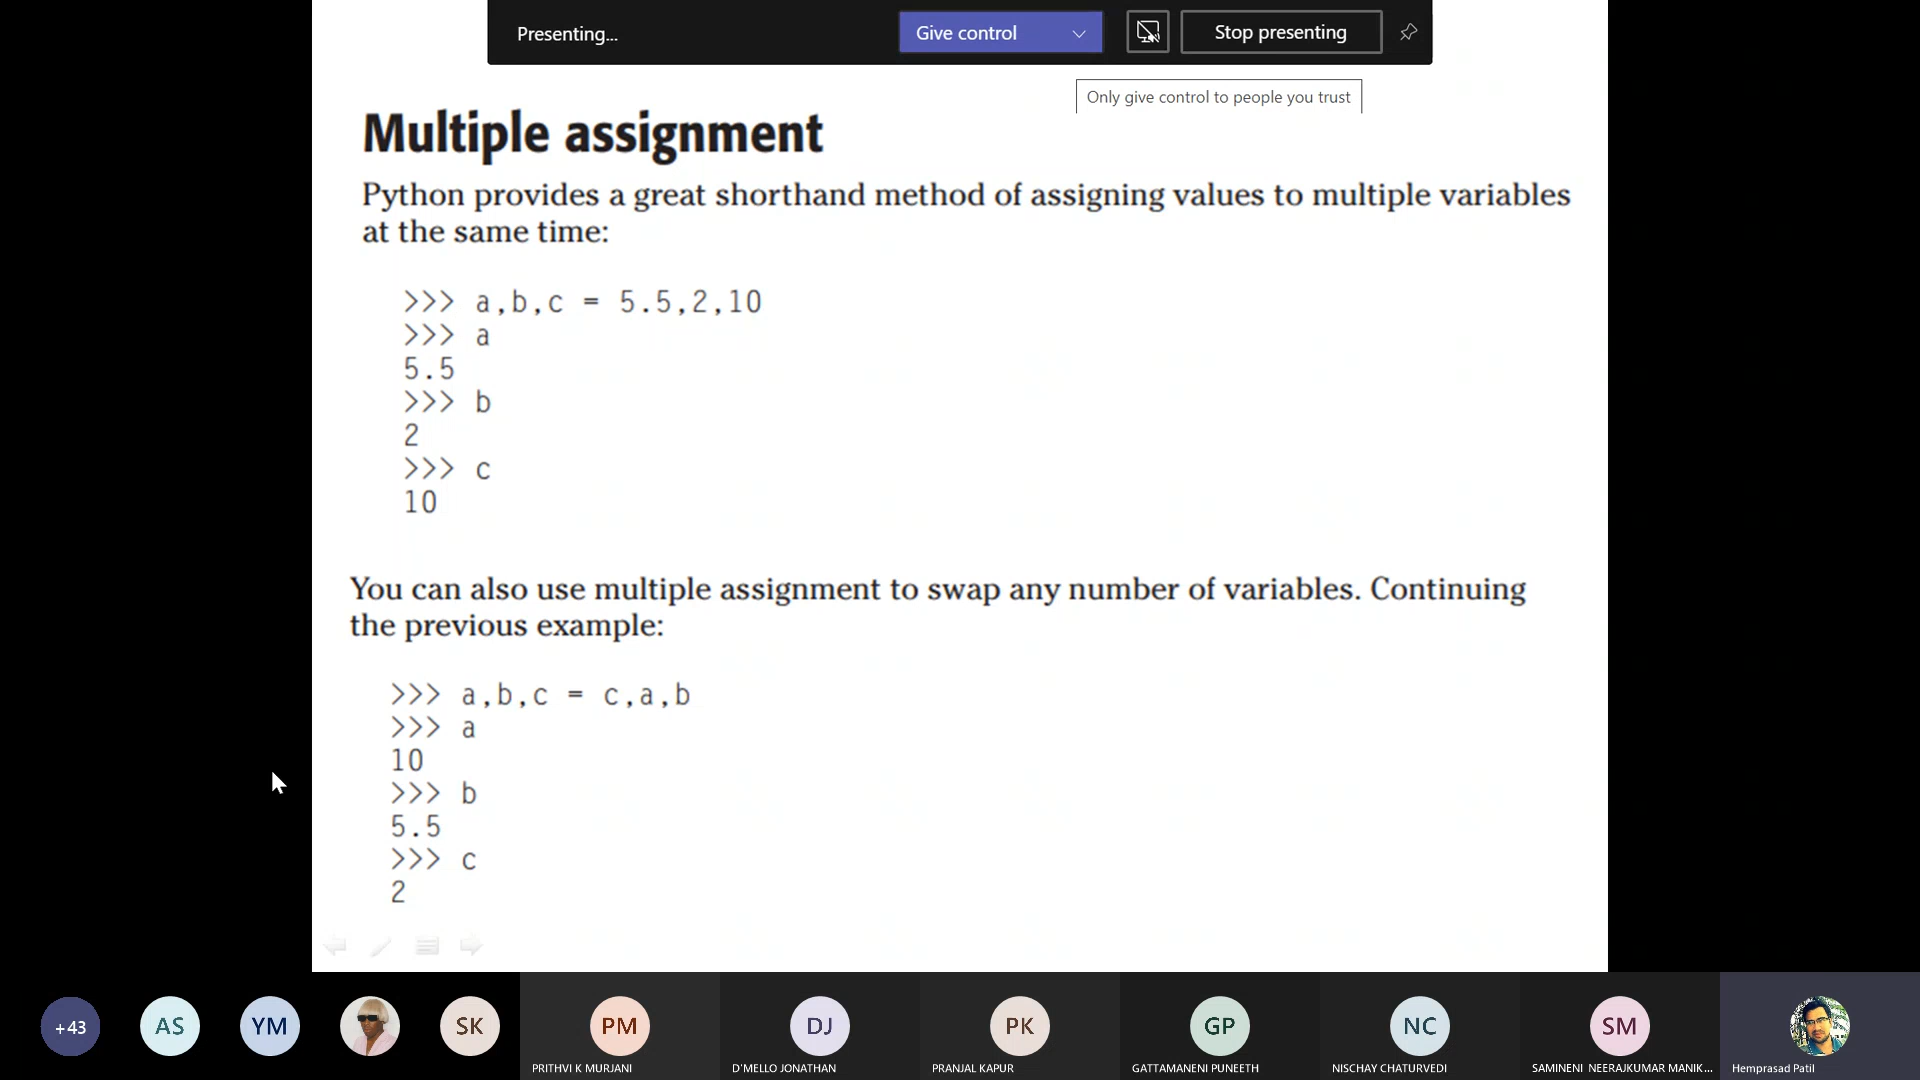 Presenting...
Give control
Stop presenting
Only give control to people you trust
Multiple assignment
Python provides a great shorthand method of assigning values to multiple variables
at the same time:
>>> a,b,c = 5.5,2,10
>>> a
5.5
>>> b
2
>>> c
10
You can also use multiple assignment to swap any number of variables. Continuing
the previous example:
>>> a,b,c = c,a,b
>>> a
10
>>> b
5.5
>>> c
2
+43
AS
YM
SK
PM
DJ
PK
GP
NC
SM
PRITHVI K MURJANI
D'MELLO JONATHAN
PRANJAL KAPUR
GATTAMANENI PUNEETH
NISCHAY CHATURVEDI
SAMINENI NEERAJKUMAR MANIK...
Hemprasad Patil